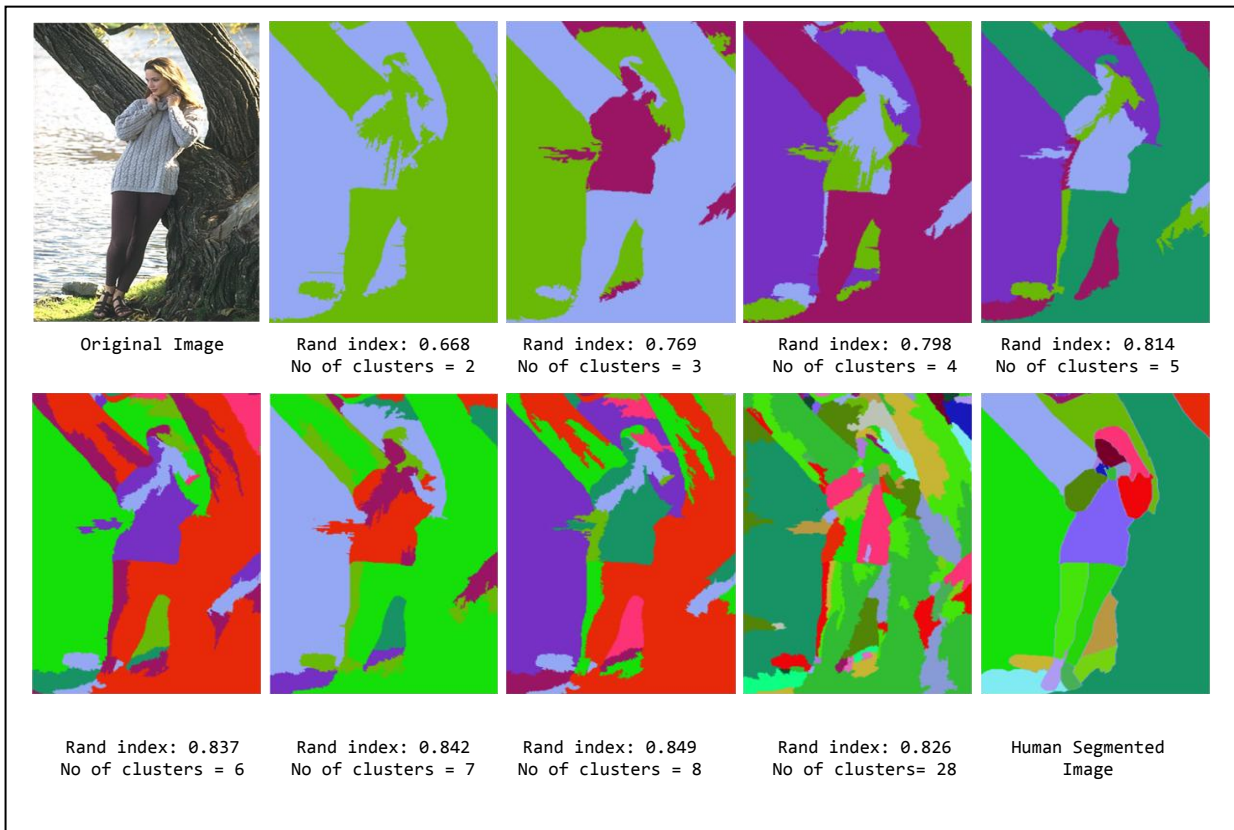 Original Image
Rand index: 0.668
No of clusters = 2
Rand index: 0.769
No of clusters = 3
Rand index: 0.798
No of clusters = 4
Rand index: 0.814
No of clusters = 5
Rand index: 0.837
No of clusters = 6
Rand index: 0.842
No of clusters = 7
Rand index: 0.849
No of clusters = 8
Rand index: 0.826
No of clusters= 28
Human Segmented
Image